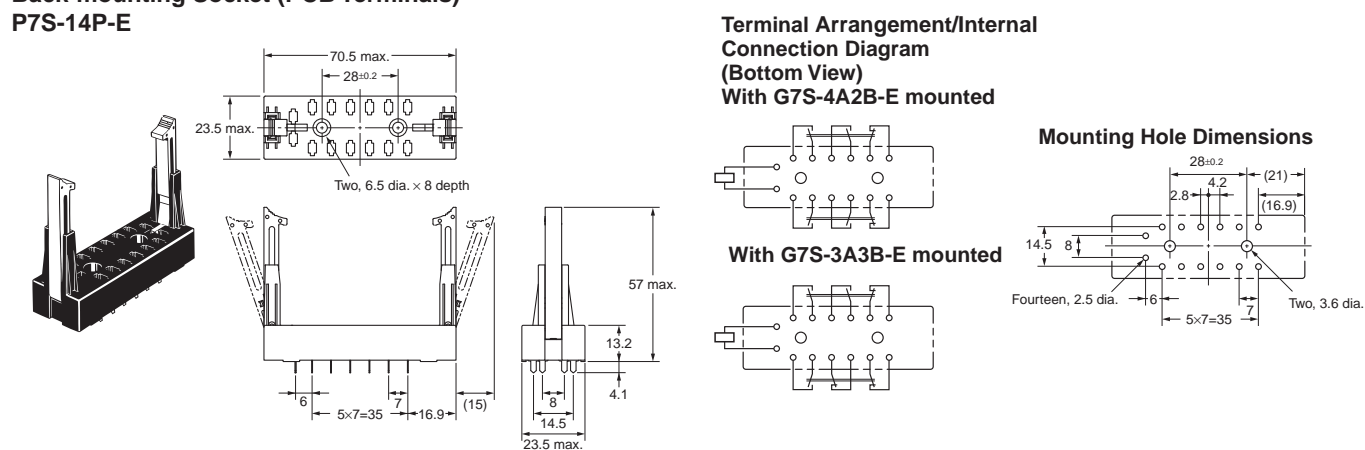 Back-mounting Socket (PCB Terminals)
P7S-14P-E
70.5 max.
28±0.2
23.5 max.
Two, 6.5 dia. × 8 depth
57 max.
13.2
4.1
6
5×7=35
7
16.9
(15)
8
14.5
23.5 max.
Terminal Arrangement/Internal
Connection Diagram
(Bottom View)
With G7S-4A2B-E mounted
With G7S-3A3B-E mounted
Mounting Hole Dimensions
28±0.2
4.2
(21)
2.8
(16.9)
14.5
8
Fourteen, 2.5 dia.
6
5×7=35
7
Two, 3.6 dia.